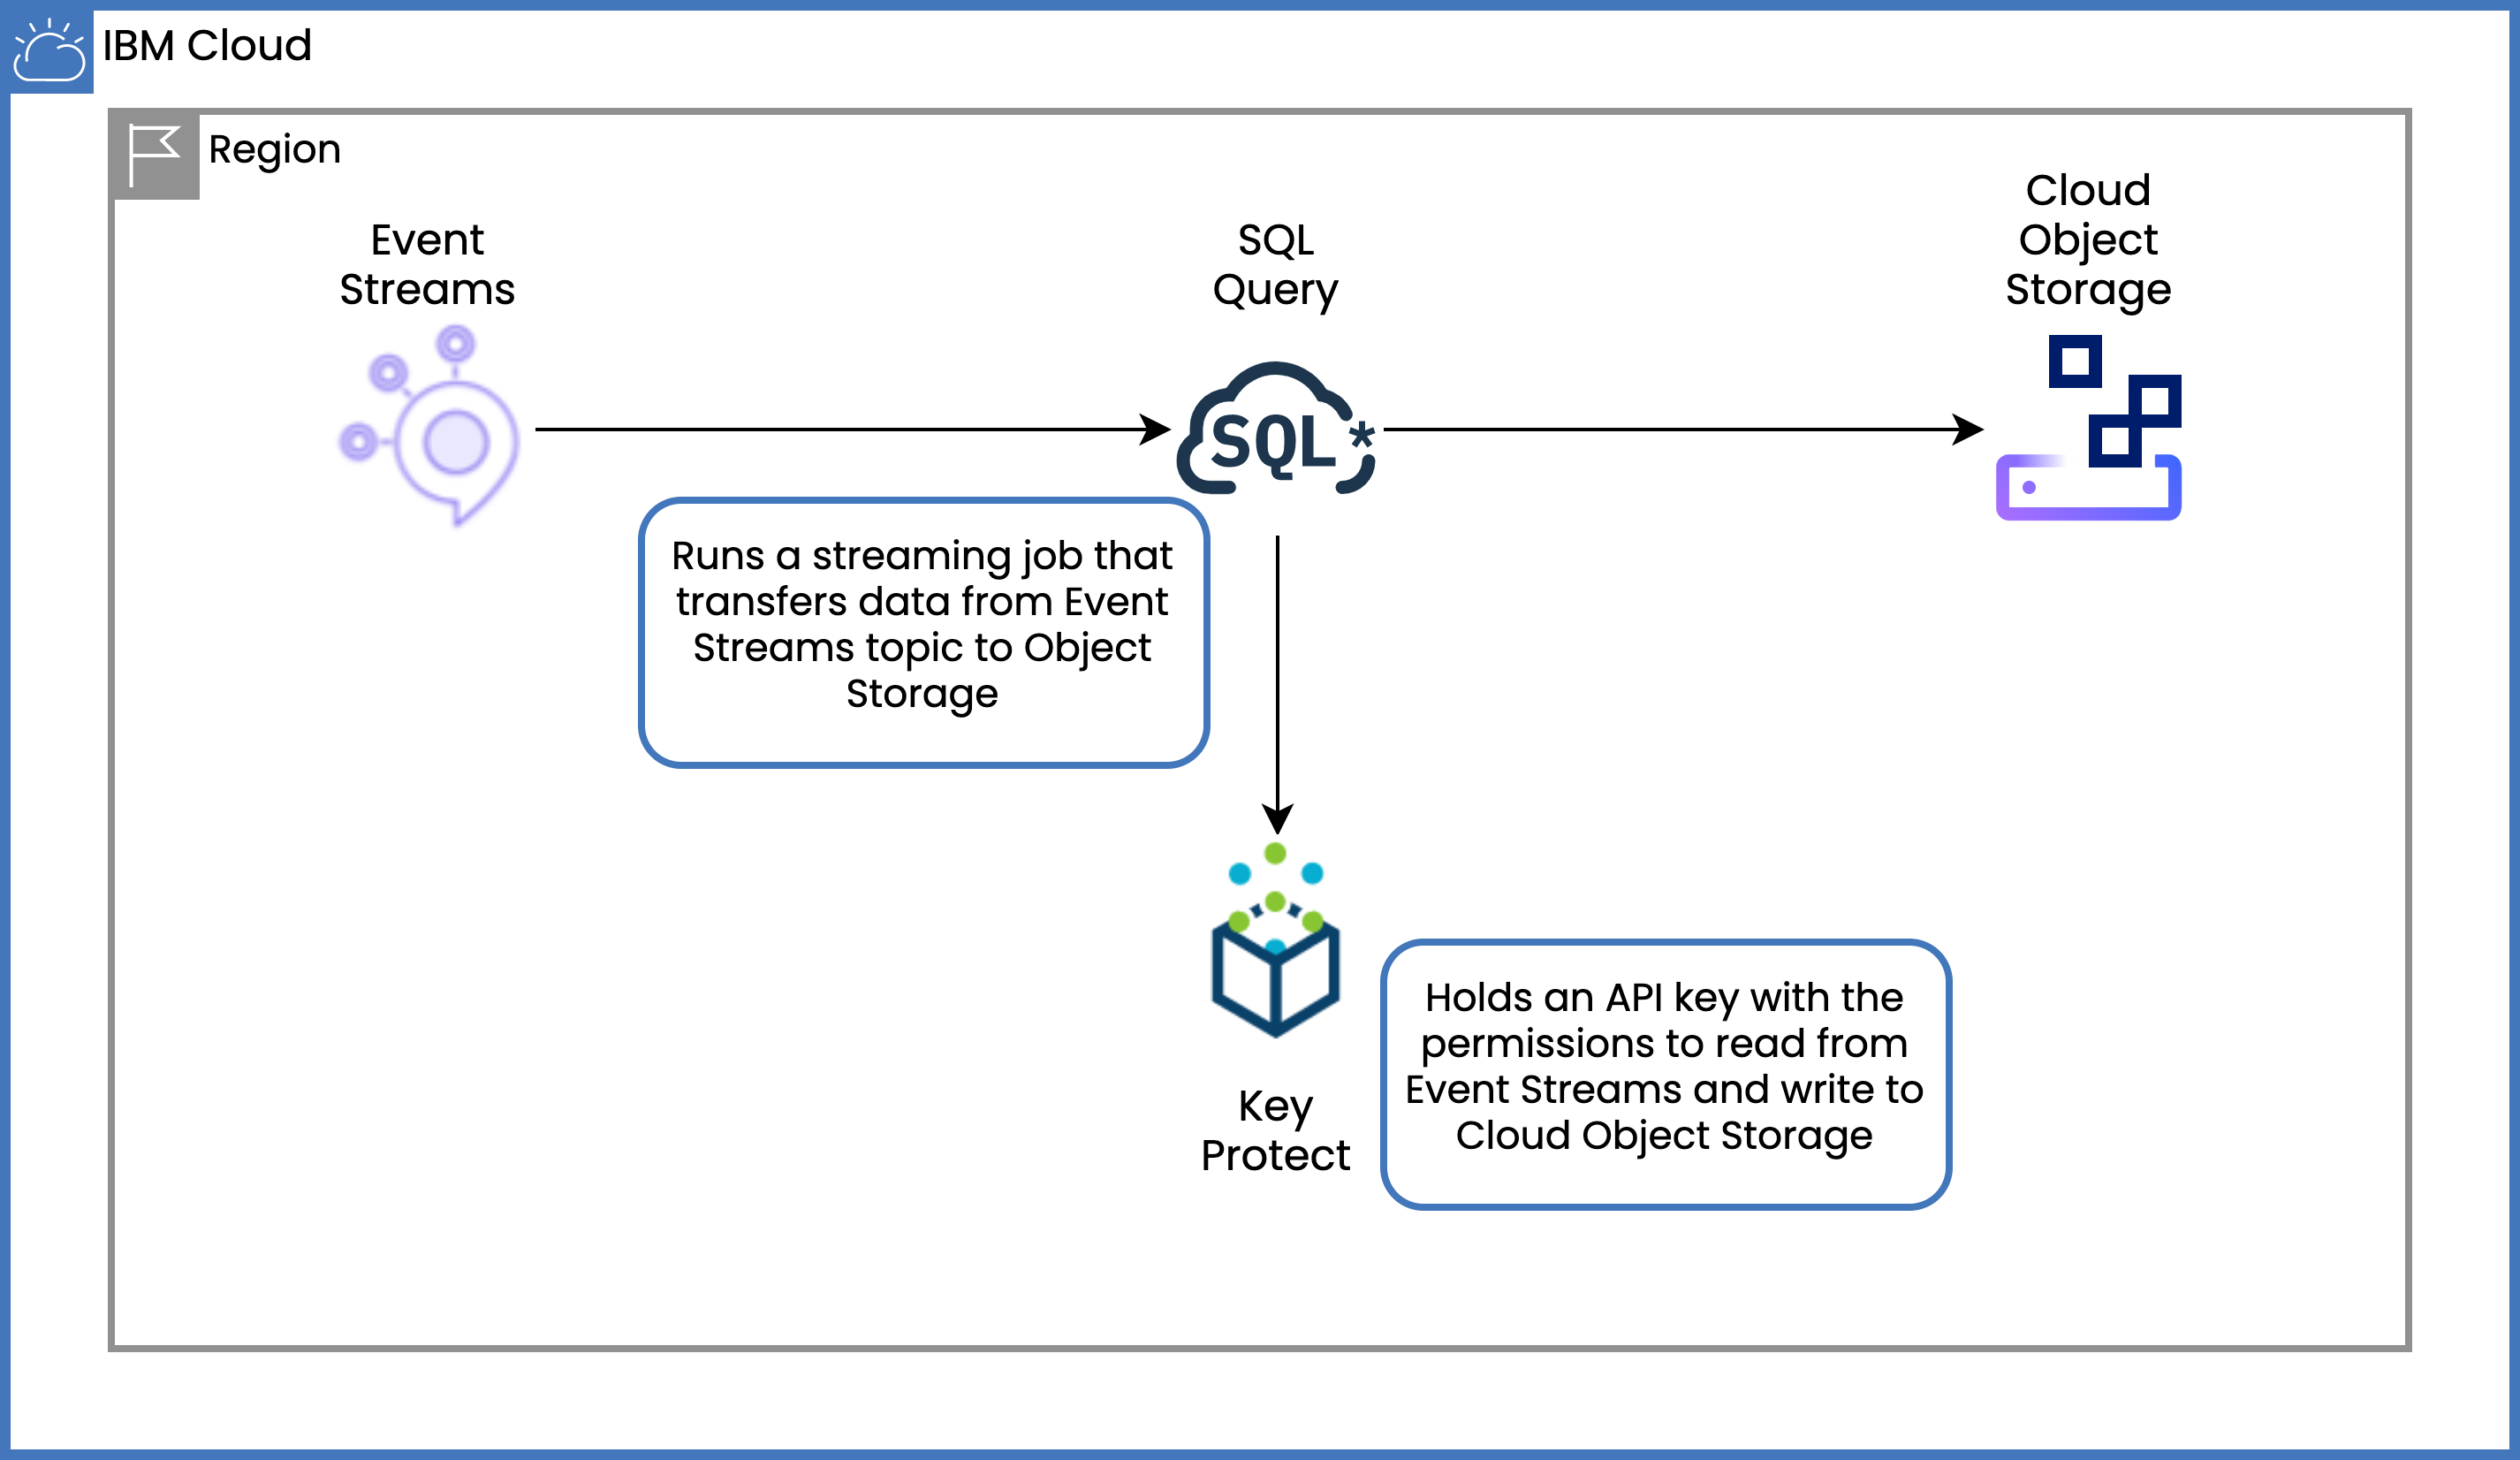 IBM Cloud
Region
Event
Streams
SQL
Query
Cloud
Object
Storage
SQL*
Runs a streaming job that
transfers data from Event
Streams topic to Object
Storage
Key
Protect
Holds an API key with the
permissions to read from
Event Streams and write to
Cloud Object Storage